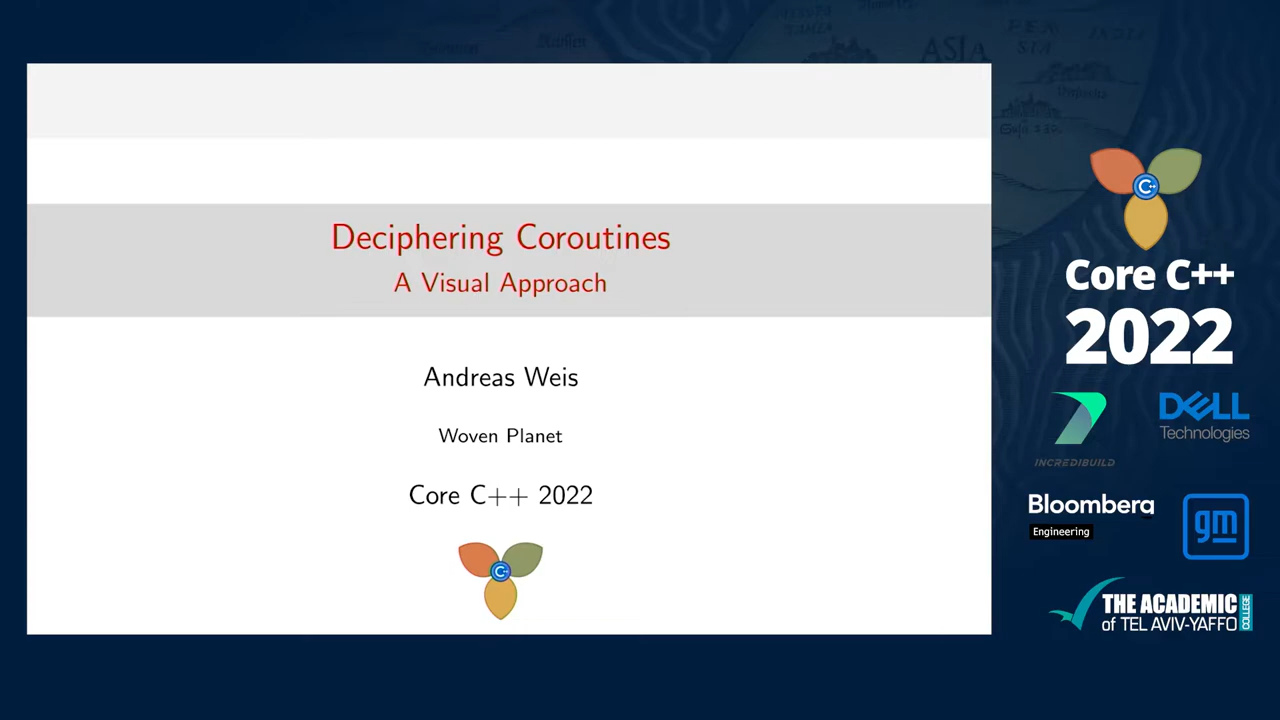 Deciphering Coroutines
A Visual Approach
Andreas Weis
Woven Planet
Core C++ 2022
C++
C++
Core C++
2022
INCREDIBUILD
DELL
Technologies
Bloomberg
Engineering
gm
THE ACADEMIC
of TEL AVIV-YAFFO
COLLEGE
ASIA